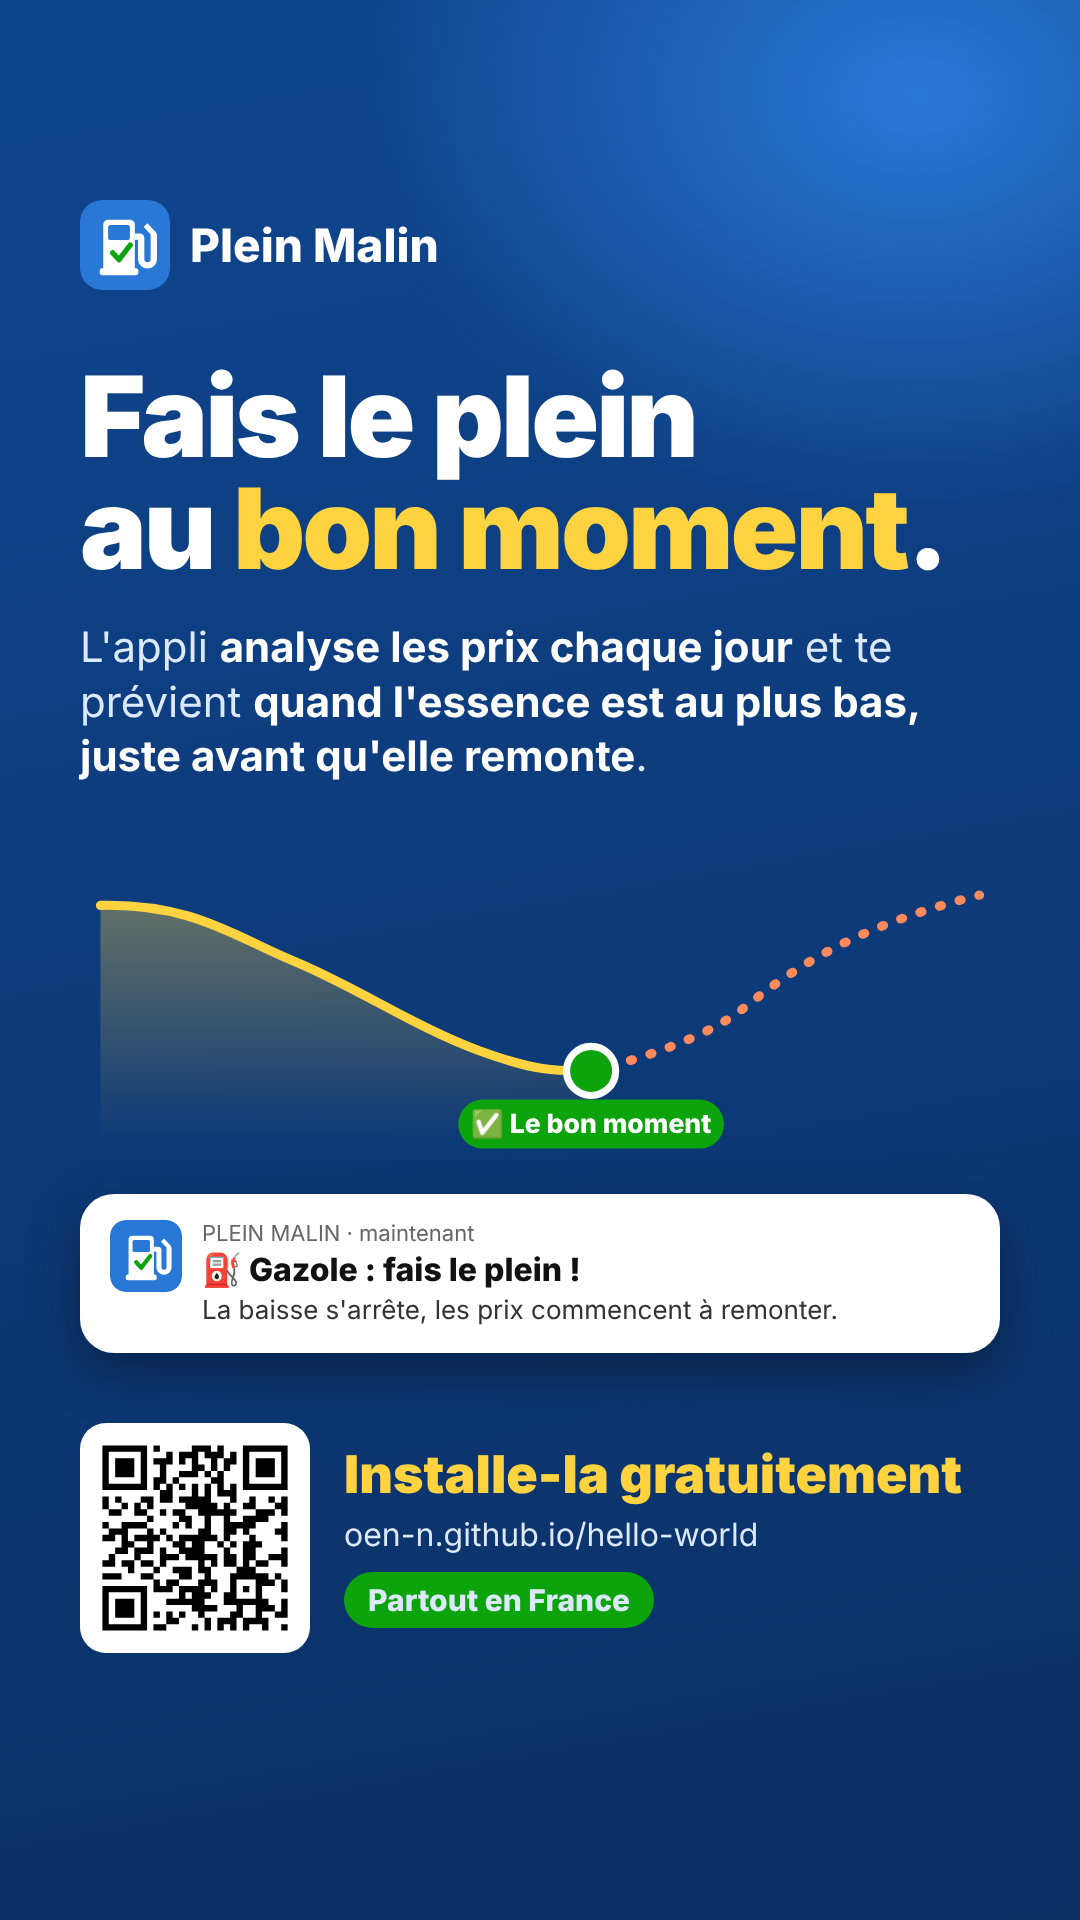 Plein Malin
Fais le plein
au bon moment.
L'appli analyse les prix chaque jour et te
prévient quand l'essence est au plus bas,
juste avant qu'elle remonte.
✅ Le bon moment
PLEIN MALIN · maintenant
⛽ Gazole : fais le plein !
La baisse s'arrête, les prix commencent à remonter.
Installe-la gratuitement
oen-n.github.io/hello-world
Partout en France